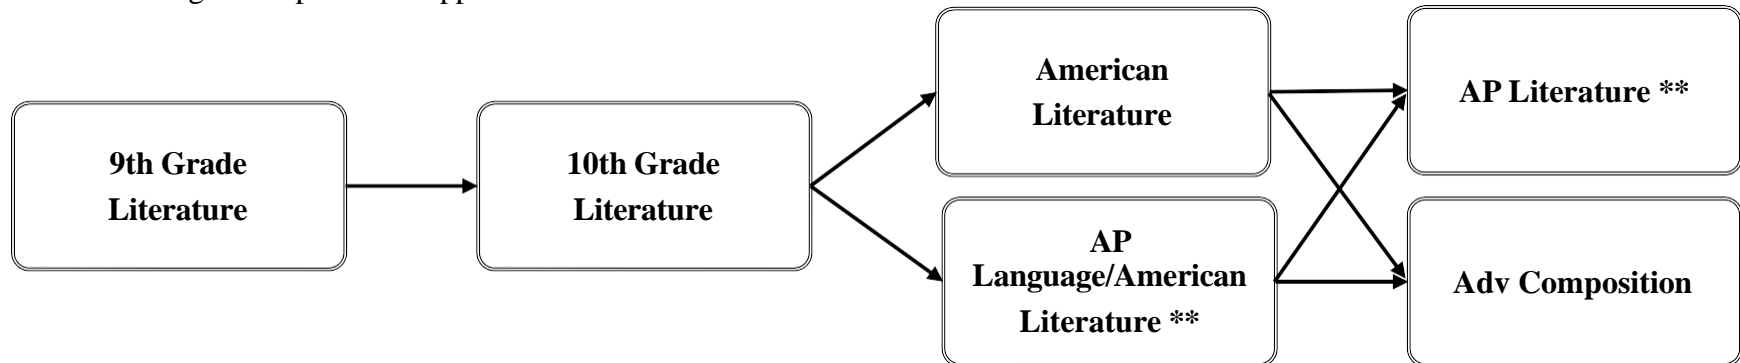 9th Grade
Literature
10th Grade
Literature
American
Literature
AP
Language/American
Literature **
AP Literature **
Adv Composition